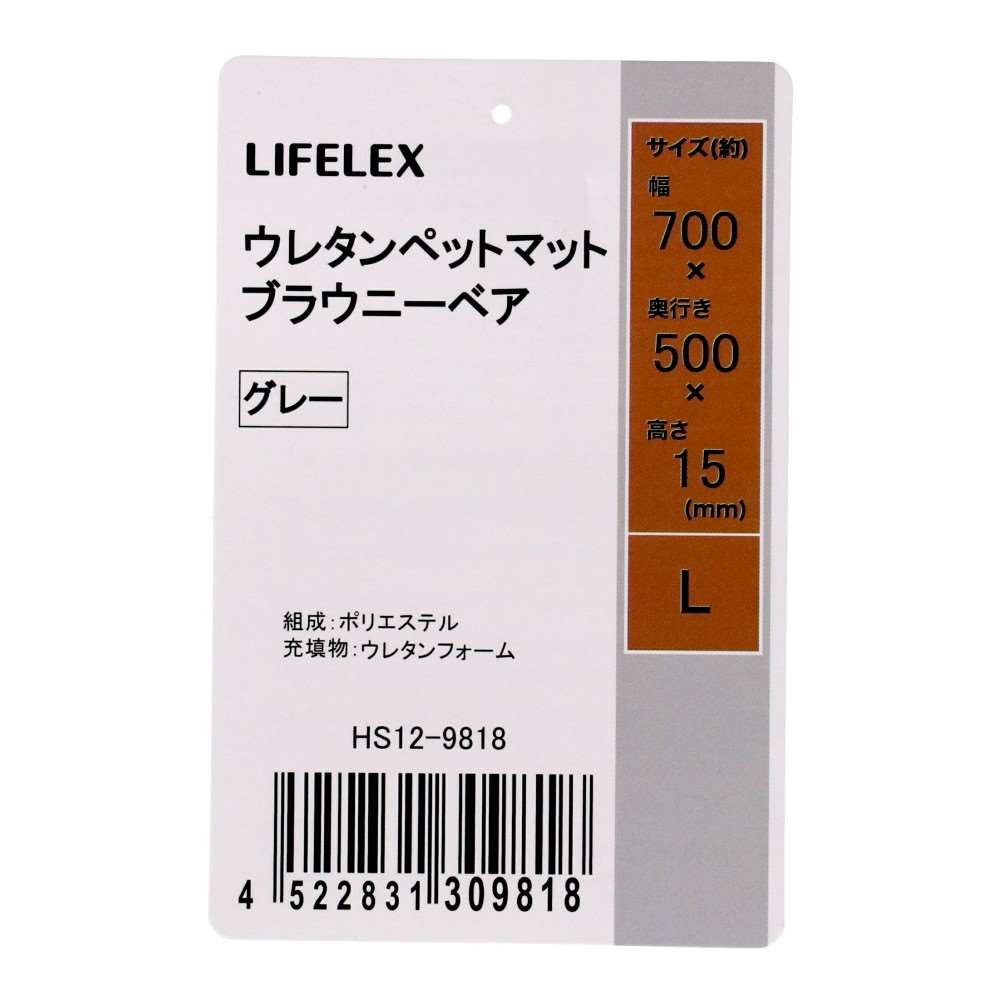 LIFELEX
ウレタンペットマット
ブラウニーベア
グレー
組成:ポリエステル
充填物:ウレタンフォーム
HS12-9818
4 522831 309818
サイズ(約)
幅
700
×
奥行き
500
×
高さ
15
(mm)
L